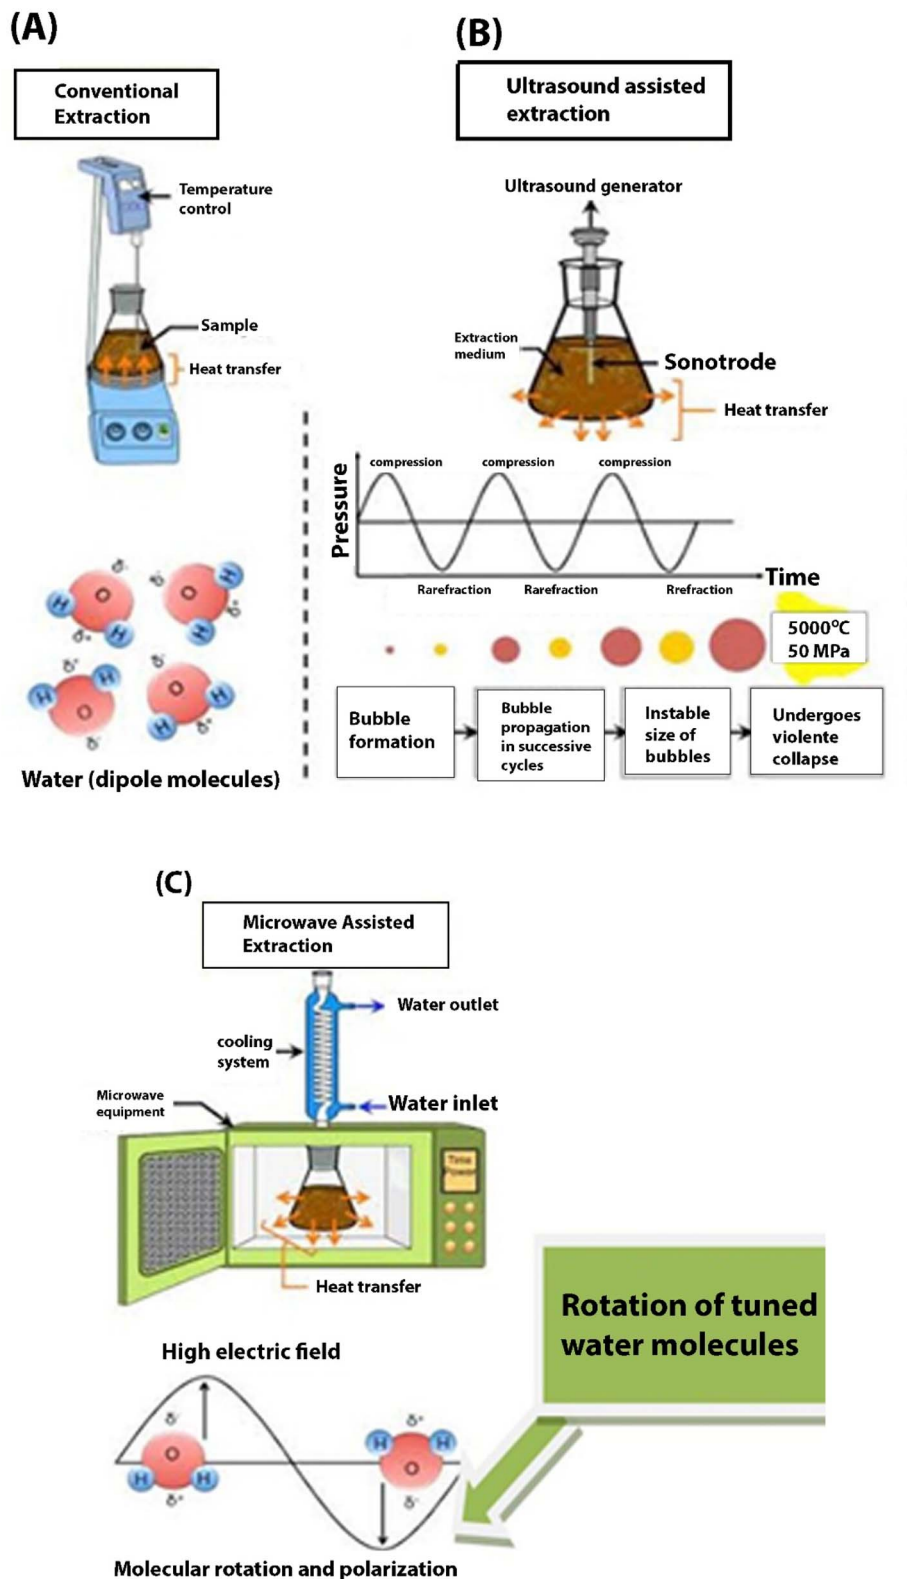 (A)
Conventional
Extraction
Temperature
control
Sample
Heat transfer
δ-
O
H
H
δ+
δ-
O
H
H
δ+
δ+
H
H
O
δ-
δ-
O
H
H
δ+
Water (dipole molecules)
(B)
Ultrasound assisted
extraction
Ultrasound generator
Extraction
medium
Sonotrode
Heat transfer
Pressure
compression
compression
compression
Rarefraction
Rarefraction
Rrefraction
Time
5000°C
50 MPa
Bubble
formation
Bubble
propagation
in successive
cycles
Instable
size of
bubbles
Undergoes
violente
collapse
(C)
Microwave Assisted
Extraction
Water outlet
cooling
system
Water inlet
Microwave
equipment
Time
Power
Heat transfer
Rotation of tuned
water molecules
High electric field
δ-
O
H
H
δ+
δ+
H
H
O
δ-
Molecular rotation and polarization